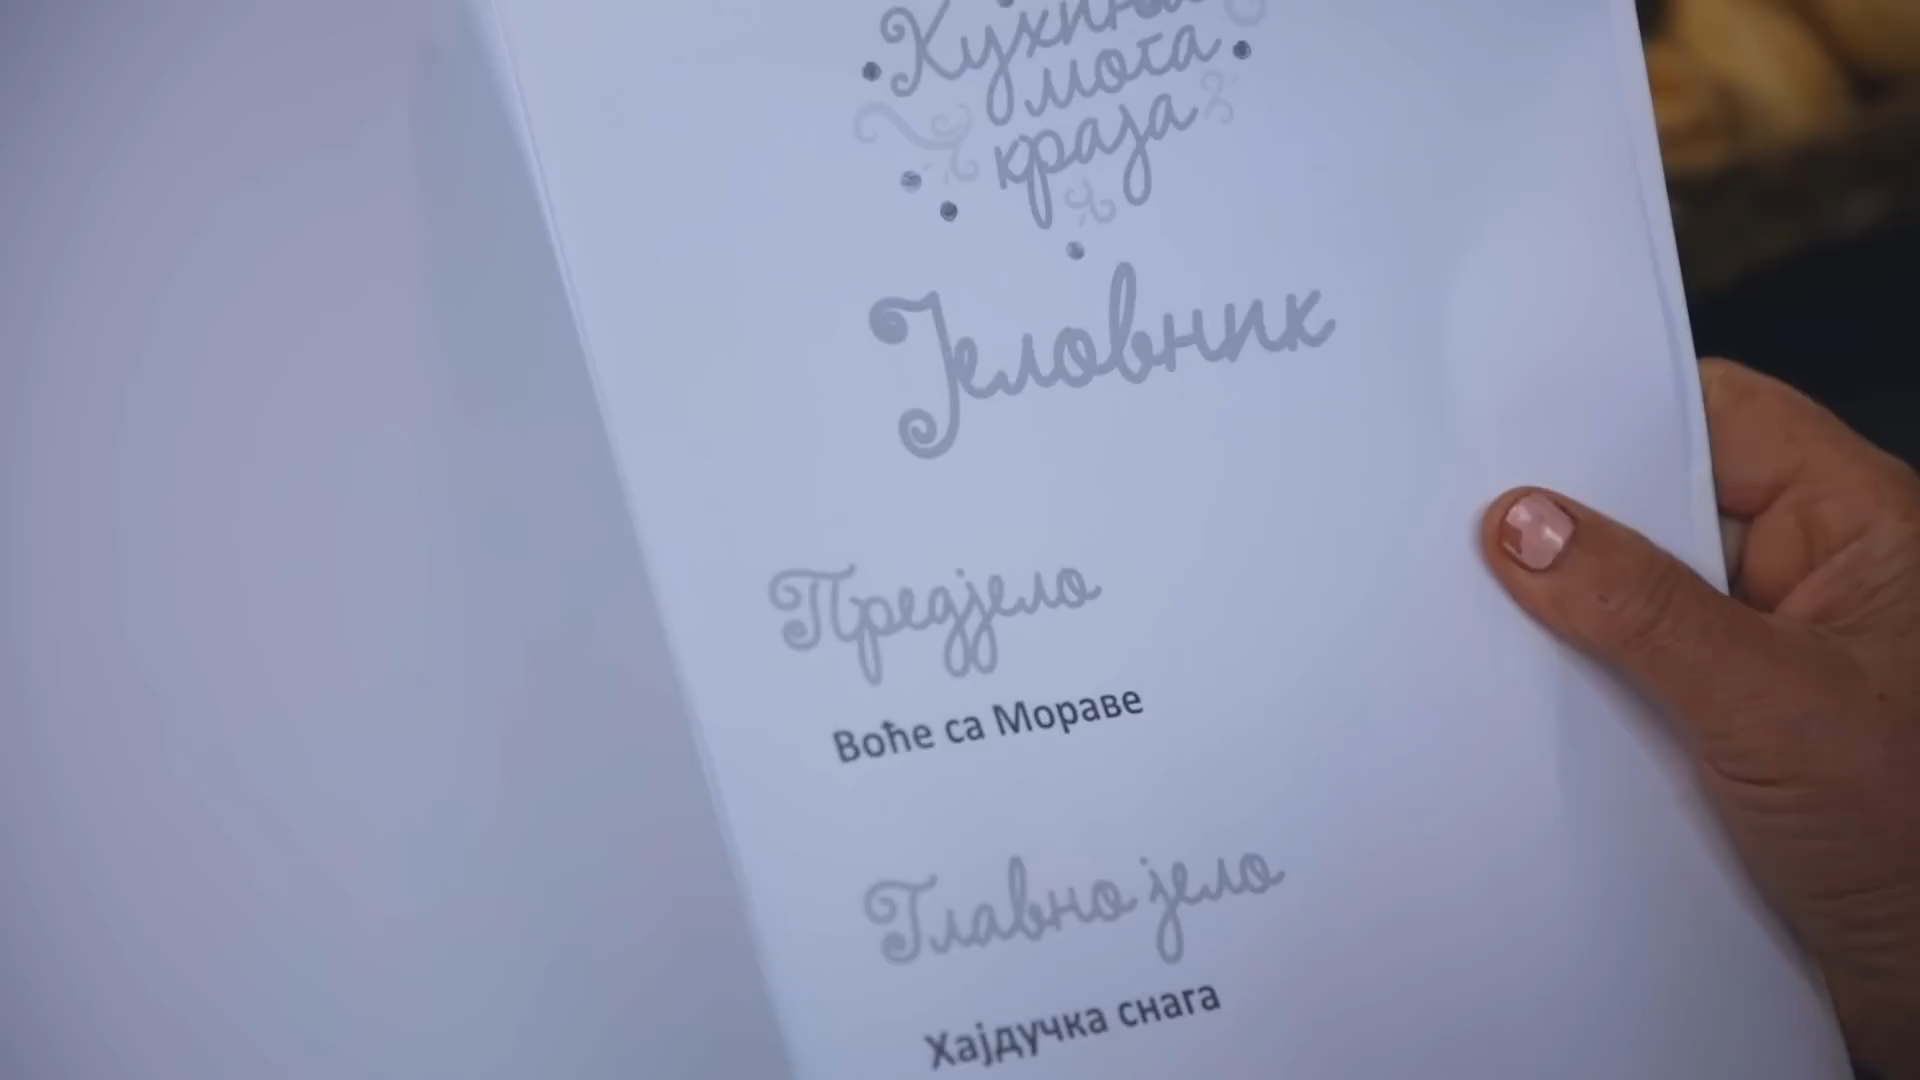 Кухиња
мога
краја
Јеловник
Предјело
Воће са Мораве
Главно јело
Хајдучка снага